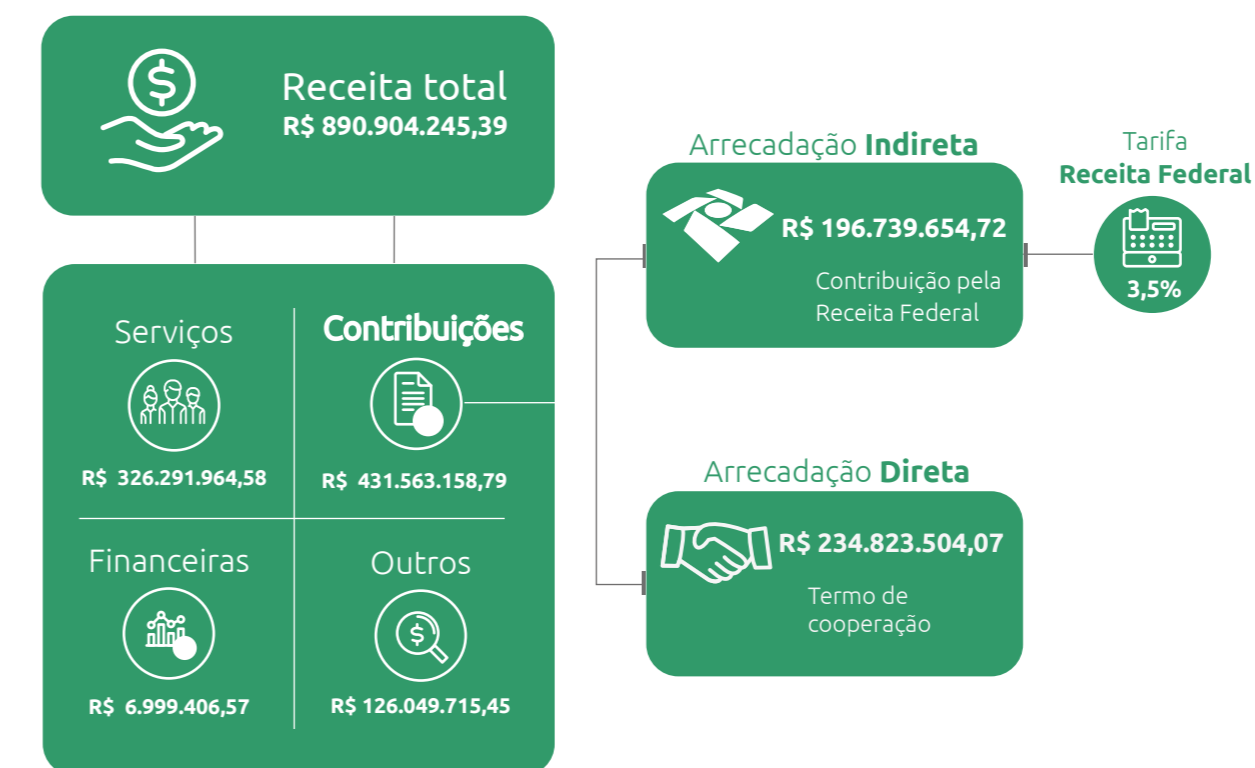 Receita total
R$ 890.904.245,39
Serviços
R$ 326.291.964,58
Contribuições
R$ 431.563.158,79
Financeiras
R$ 6.999.406,57
Outros
R$ 126.049.715,45
Arrecadação Indireta
R$ 196.739.654,72
Contribuição pela
Receita Federal
Tarifa
Receita Federal
3,5%
Arrecadação Direta
R$ 234.823.504,07
Termo de
cooperação